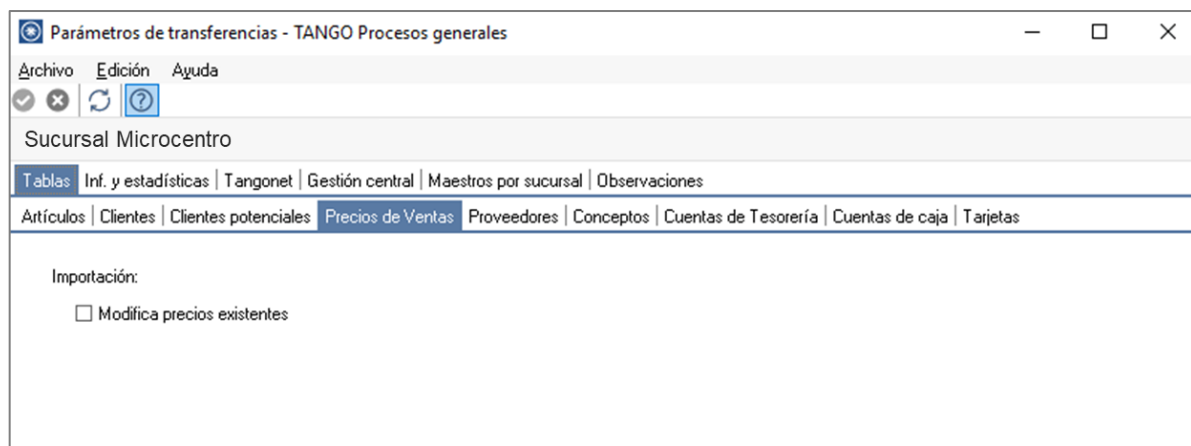 Parámetros de transferencias - TANGO Procesos generales
Archivo Edición Ayuda
Sucursal Microcentro
Tablas Inf. y estadísticas | Tangonet | Gestión central | Maestros por sucursal | Observaciones
Artículos | Clientes | Clientes potenciales Precios de Ventas Proveedores | Conceptos | Cuentas de Tesorería | Cuentas de caja | Tarjetas
Importación:
Modifica precios existentes